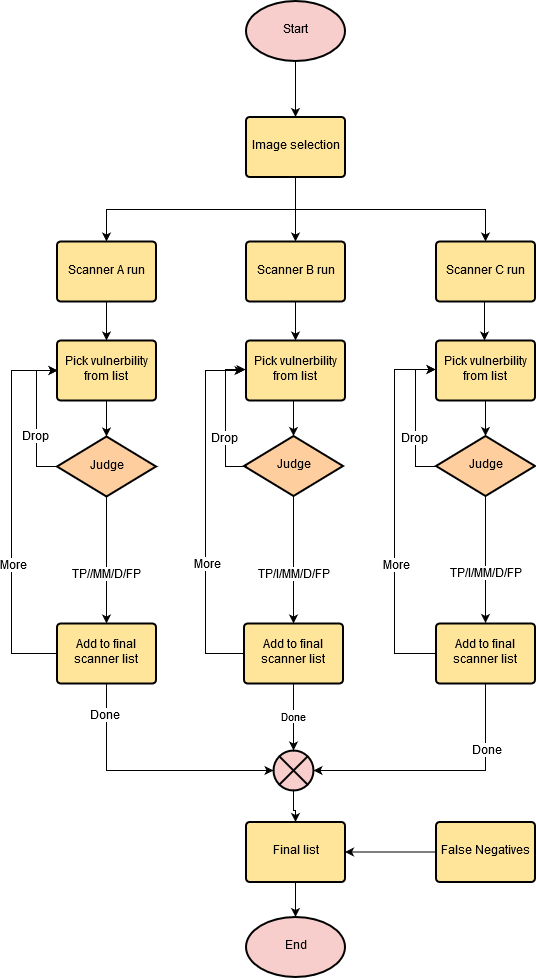 Start
Image selection
Scanner A run
Scanner B run
Scanner C run
Pick vulnerbility
from list
Pick vulnerbility
from list
Pick vulnerbility
from list
Drop
Drop
Drop
Judge
Judge
Judge
More
More
More
TP//MM/D/FP
TP/I/MM/D/FP
TP/I/MM/D/FP
Add to final
scanner list
Add to final
scanner list
Add to final
scanner list
Done
Done
Done
Final list
False Negatives
End